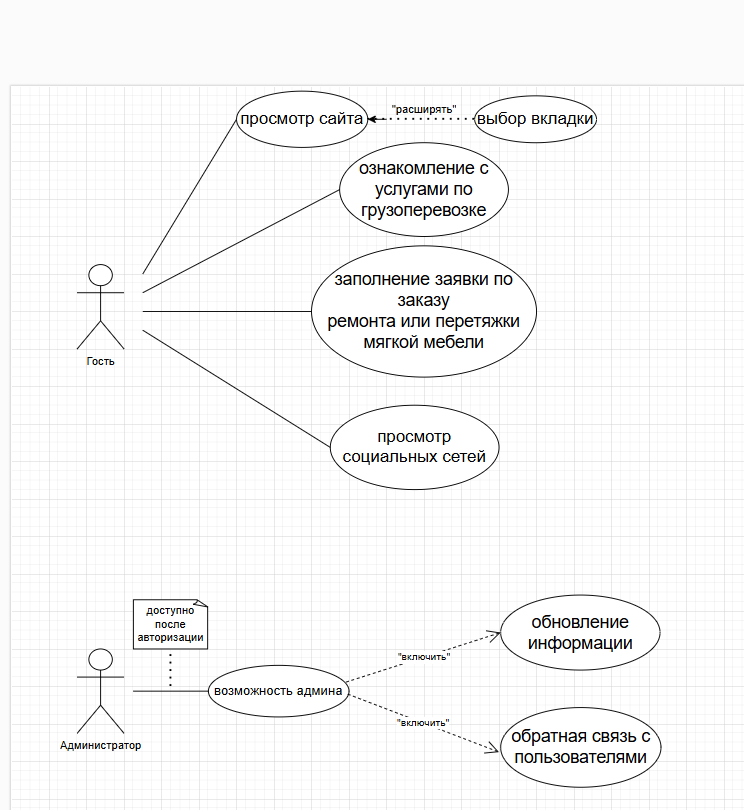 просмотр сайта
"расширять"
выбор вкладки
ознакомление с
услугами по
грузоперевозке
заполнение заявки по
заказу
ремонта или перетяжки
мягкой мебели
Гость
просмотр
социальных сетей
доступно
после
авторизации
обновление
информации
"включить"
возможность админа
"включить"
Администратор
обратная связь с
пользователями